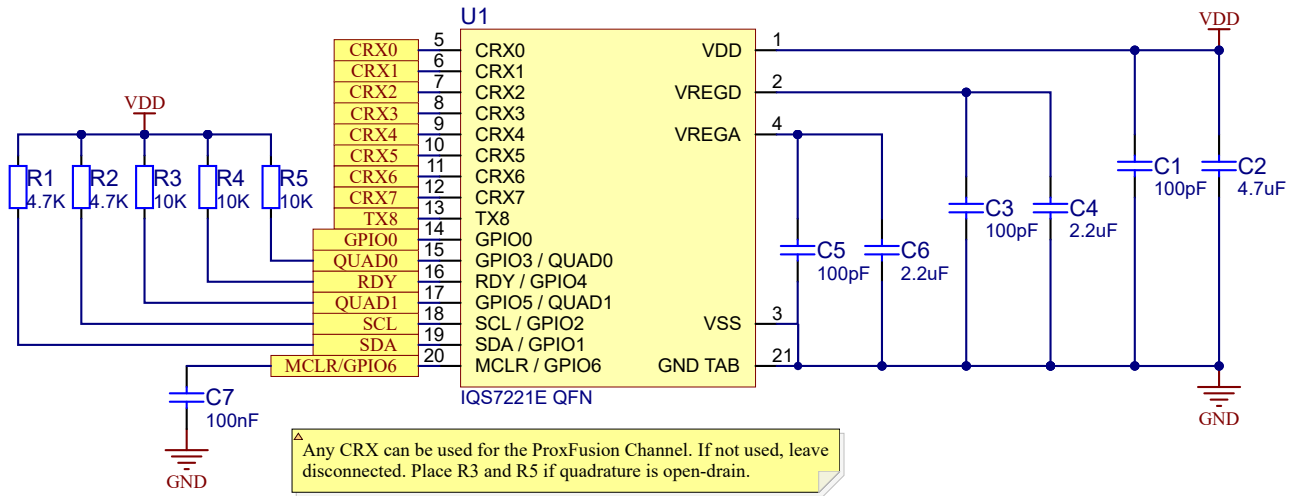 U1
CRX0 5 CRX0 VDD 1 VDD
CRX1 6 CRX1
CRX2 7 CRX2 VREGD 2
CRX3 8 CRX3
VDD
CRX4 9 CRX4 VREGA 4
CRX5 10 CRX5
R1 R2 R3 R4 R5 CRX6 11 CRX6 C1 C2
4.7K 4.7K 10K 10K 10K CRX7 12 CRX7 100pF 4.7uF
TX8 13 TX8 C3 C4
GPIO0 14 GPIO0 100pF 2.2uF
QUAD0 15 GPIO3 / QUAD0 C5 C6
RDY 16 RDY / GPIO4 100pF 2.2uF
QUAD1 17 GPIO5 / QUAD1
SCL 18 SCL / GPIO2 VSS 3
SDA 19 SDA / GPIO1
MCLR/GPIO6 20 MCLR / GPIO6 GND TAB 21
C7 IQS7221E QFN
100nF GND
GND
Any CRX can be used for the ProxFusion Channel. If not used, leave
disconnected. Place R3 and R5 if quadrature is open-drain.